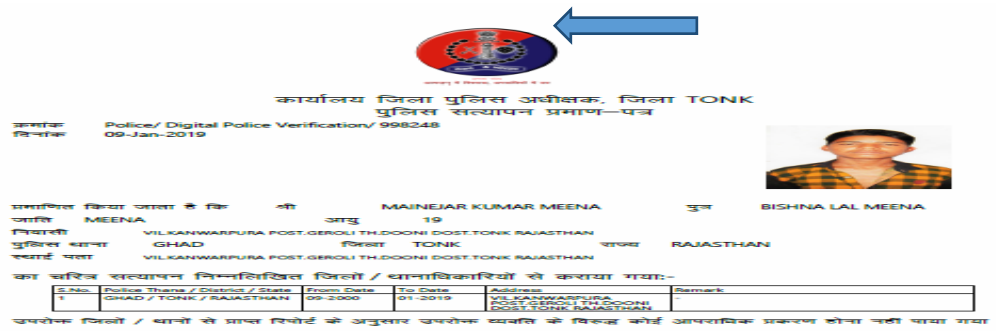 कार्यालय जिला पुलिस अधीक्षक, जिला TONK
पुलिस सत्यापन प्रमाण–पत्र
क्रमांक Police/ Digital Police Verification/ 998248
दिनांक 09-Jan-2019
प्रमाणित किया जाता है कि श्री MAINEJAR KUMAR MEENA पुत्र BISHNA LAL MEENA
जाति MEENA आयु 19
निवासी VIL.KANWARPURA POST.GEROLI TH.DOONI DOST.TONK RAJASTHAN
पुलिस थाना GHAD जिला TONK राज्य RAJASTHAN
स्थाई पता VIL.KANWARPURA POST.GEROLI TH.DOONI DOST.TONK RAJASTHAN
का चरित्र सत्यापन निम्नलिखित जिलों / थानाधिकारियों से कराया गया:-
S.No. Police Thana / District / State From Date To Date Address Remark
1 GHAD / TONK / RAJASTHAN 09-2000 01-2019 VIL.KANWARPURA -
POST.GEROLI TH.DOONI
DOST.TONK RAJASTHAN
उपरोक्त जिलों / थानों से प्राप्त रिपोर्ट के अनुसार उपरोक्त व्यक्ति के विरुद्ध कोई आपराधिक प्रकरण होना नहीं पाया गया